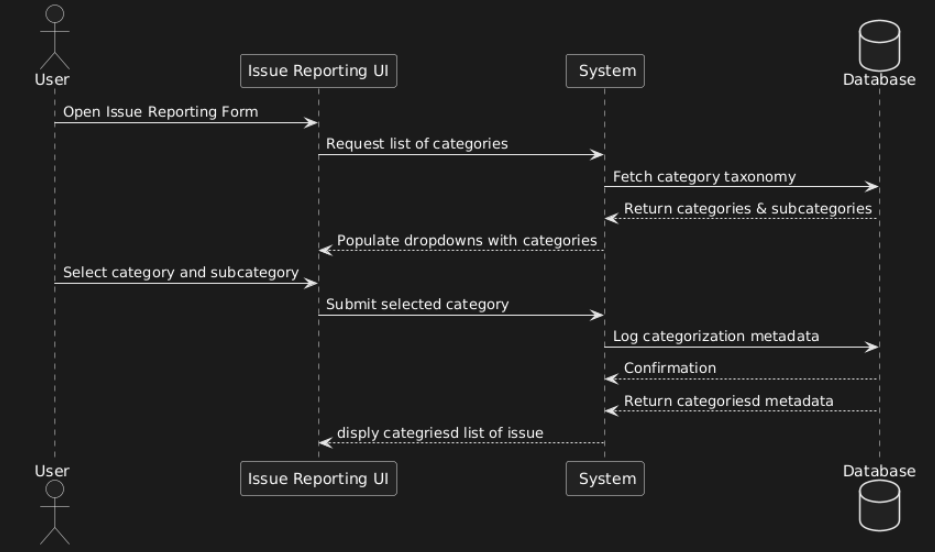 User
Issue Reporting UI
System
Database
Open Issue Reporting Form
Request list of categories
Fetch category taxonomy
Return categories & subcategories
Populate dropdowns with categories
Select category and subcategory
Submit selected category
Log categorization metadata
Confirmation
Return categoriesd metadata
disply categriesd list of issue
User
Issue Reporting UI
System
Database